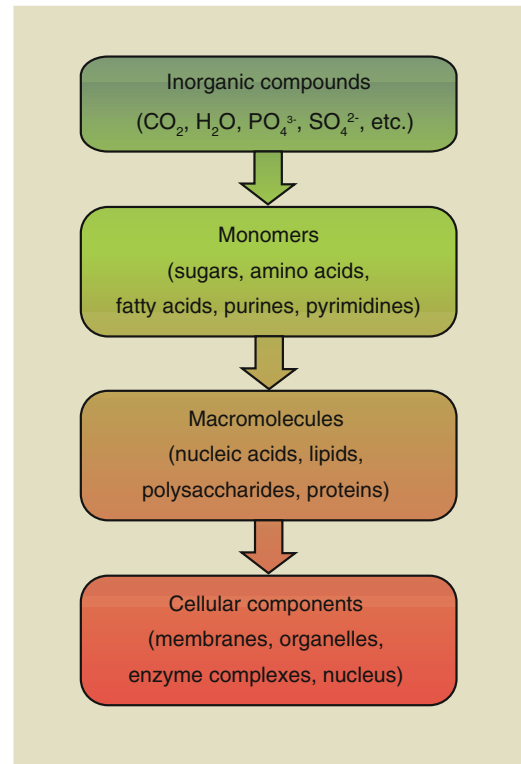 Inorganic compounds
(CO₂, H₂O, PO₄³⁻, SO₄²⁻, etc.)
Monomers
(sugars, amino acids,
fatty acids, purines, pyrimidines)
Macromolecules
(nucleic acids, lipids,
polysaccharides, proteins)
Cellular components
(membranes, organelles,
enzyme complexes, nucleus)